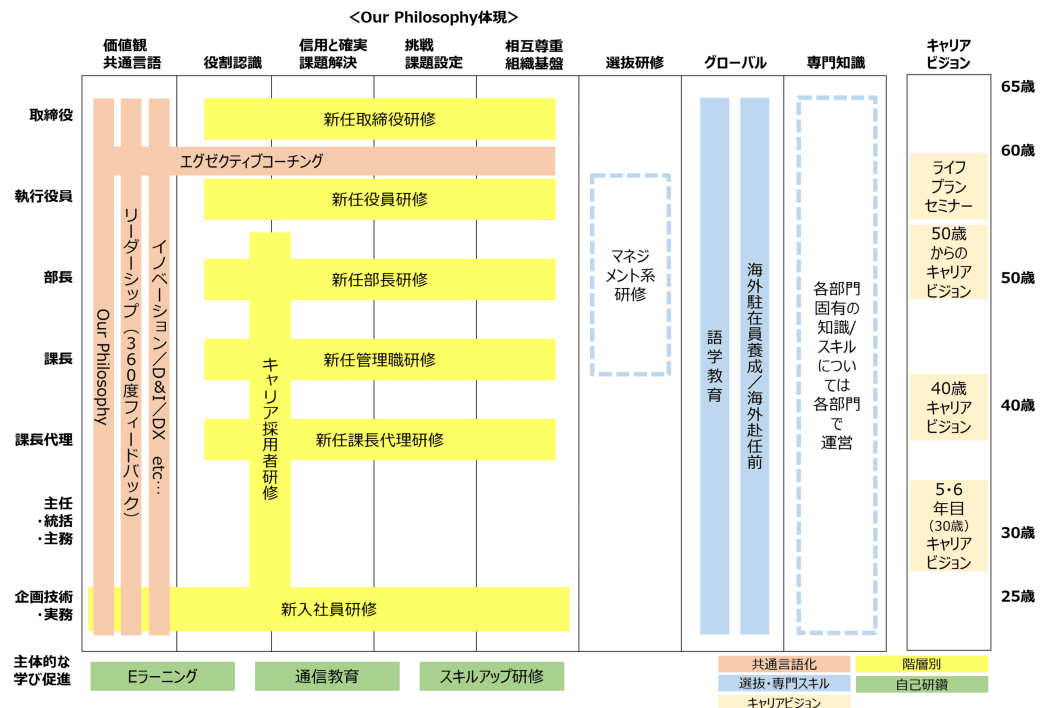 <Our Philosophy体現>
価値観
共通言語
役割認識
信用と確実
課題解決
挑戦
課題設定
相互尊重
組織基盤
選抜研修
グローバル
専門知識
キャリア
ビジョン
65歳
取締役
新任取締役研修
60歳
エグゼクティブコーチング
執行役員
新任役員研修
ライフ
プラン
セミナー
部長
新任部長研修
マネジ
メント系
研修
50歳
からの
キャリア
ビジョン
50歳
課長
新任管理職研修
課長代理
新任課長代理研修
40歳
キャリア
ビジョン
40歳
主任
・統括
・主務
5・6
年目
(30歳)
キャリア
ビジョン
30歳
企画技術
・実務
新入社員研修
25歳
Our Philosophy
リーダーシップ(360度フィードバック)
イノベーション/D&I/DX etc…
キャリア採用者研修
語学教育
海外駐在員養成/海外赴任前
各部門
固有の
知識/
スキル
につい
ては
各部門
で
運営
主体的な
学び促進
Eラーニング
通信教育
スキルアップ研修
共通言語化
階層別
選抜・専門スキル
自己研鑽
キャリアビジョン